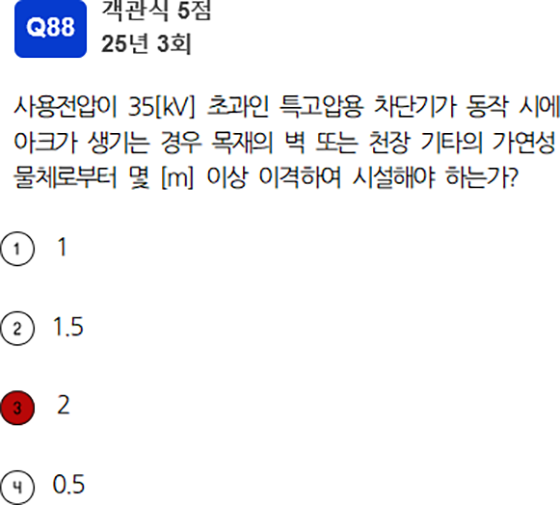 Q88
객관식 5점
25년 3회
사용전압이 35[kV] 초과인 특고압용 차단기가 동작 시에
아크가 생기는 경우 목재의 벽 또는 천장 기타의 가연성
물체로부터 몇 [m] 이상 이격하여 시설해야 하는가?
1 1
2 1.5
3 2
4 0.5